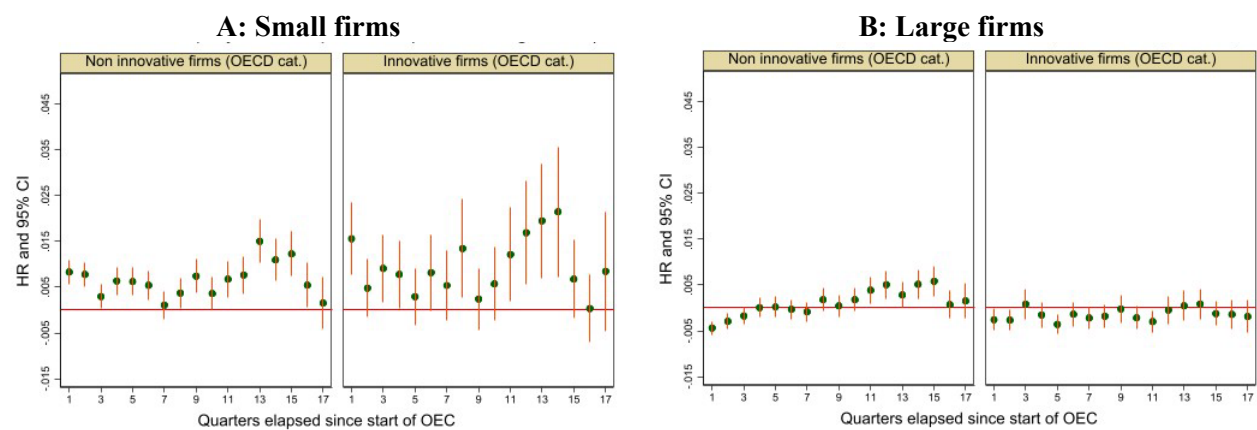 A: Small firms
B: Large firms
Non innovative firms (OECD cat.)
Innovative firms (OECD cat.)
Non innovative firms (OECD cat.)
Innovative firms (OECD cat.)
HR and 95% CI
.045
.035
.025
.015
.005
-.005
-.015
1 3 5 7 9 11 13 15 17
1 3 5 7 9 11 13 15 17
Quarters elapsed since start of OEC
HR and 95% CI
.045
.035
.025
.015
.005
-.005
-.015
1 3 5 7 9 11 13 15 17
1 3 5 7 9 11 13 15 17
Quarters elapsed since start of OEC